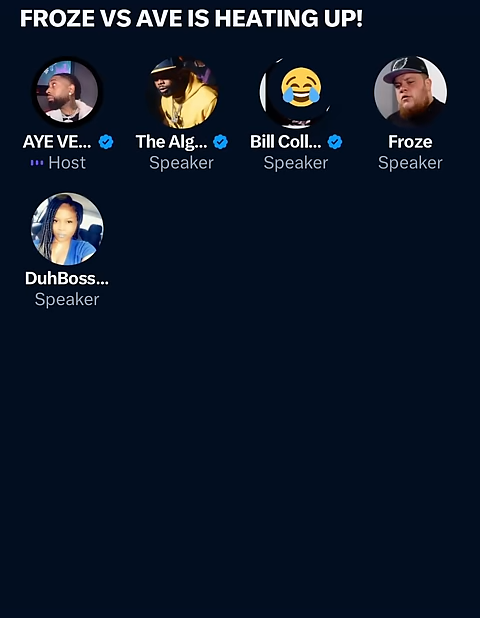 FROZE VS AVE IS HEATING UP!
AYE VE... The Alg... Bill Coll... Froze
Host Speaker Speaker Speaker
DuhBoss...
Speaker